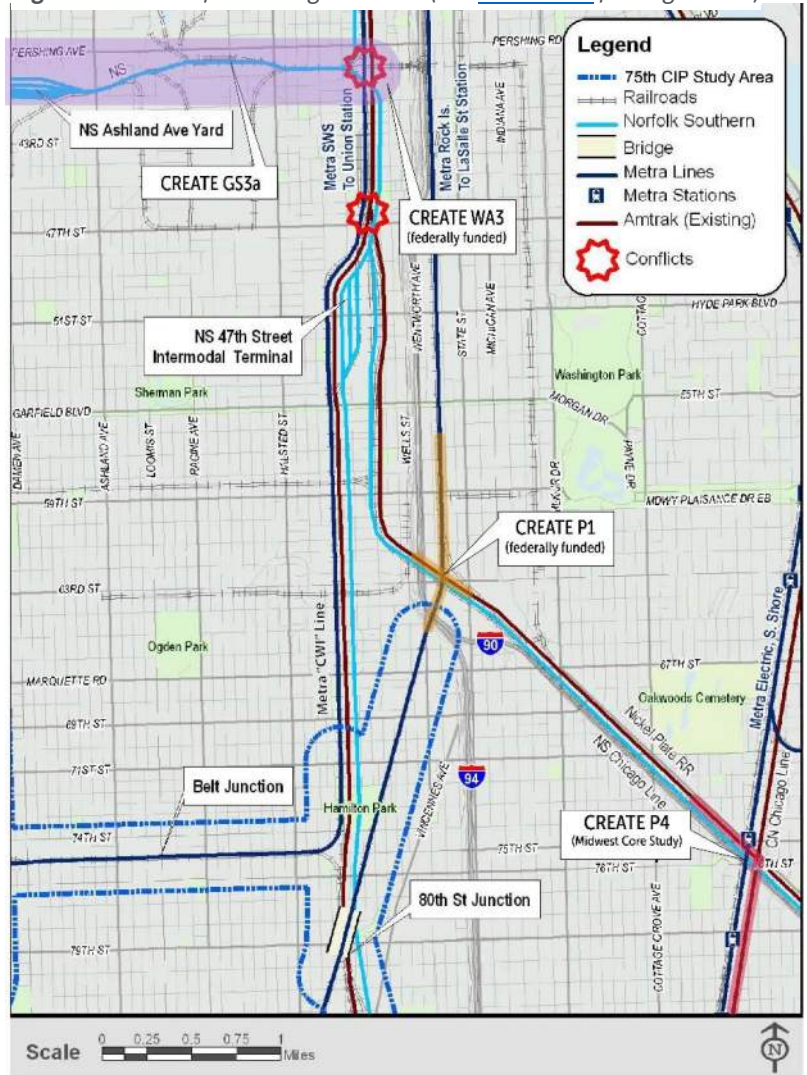 PERSHING AVE
NS
NS Ashland Ave Yard
43RD ST
CREATE GS3a
47TH ST
Metra SWS
To Union Station
Metra Rock Is.
To LaSalle St Station
PERSHING RD
INDIANA AVE
CREATE WA3
(federally funded)
Legend
75th CIP Study Area
Railroads
Norfolk Southern
Bridge
Metra Lines
Metra Stations
Amtrak (Existing)
Conflicts
HYDE PARK BLVD
51ST ST
NS 47th Street
Intermodal Terminal
WENTWORTH AVE
STATE ST
MICHIGAN AVE
Washington Park
55TH ST
MORGAN DR
PAYNE DR
Sherman Park
GARFIELD BLVD
DAMEN AVE
ASHLAND AVE
LOOMIS ST
RACINE AVE
HALSTED ST
WELLS ST
MDWY PLAISANCE DR EB
59TH ST
CREATE P1
(federally funded)
63RD ST
Metra "CWI" Line
Ogden Park
90
67TH ST
MARQUETTE RD
Oakwoods Cemetery
Metra Electric, S. Shore
69TH ST
Nickel Plate RR
NS Chicago Line
CN Chicago Line
71ST ST
94
Belt Junction
Hamilton Park
VINCENNES AVE
74TH ST
75TH ST
CREATE P4
(Midwest Core Study)
76TH ST
80th St Junction
COTTAGE GROVE AVE
79TH ST
Scale
0 0.25 0.5 1
Miles
N